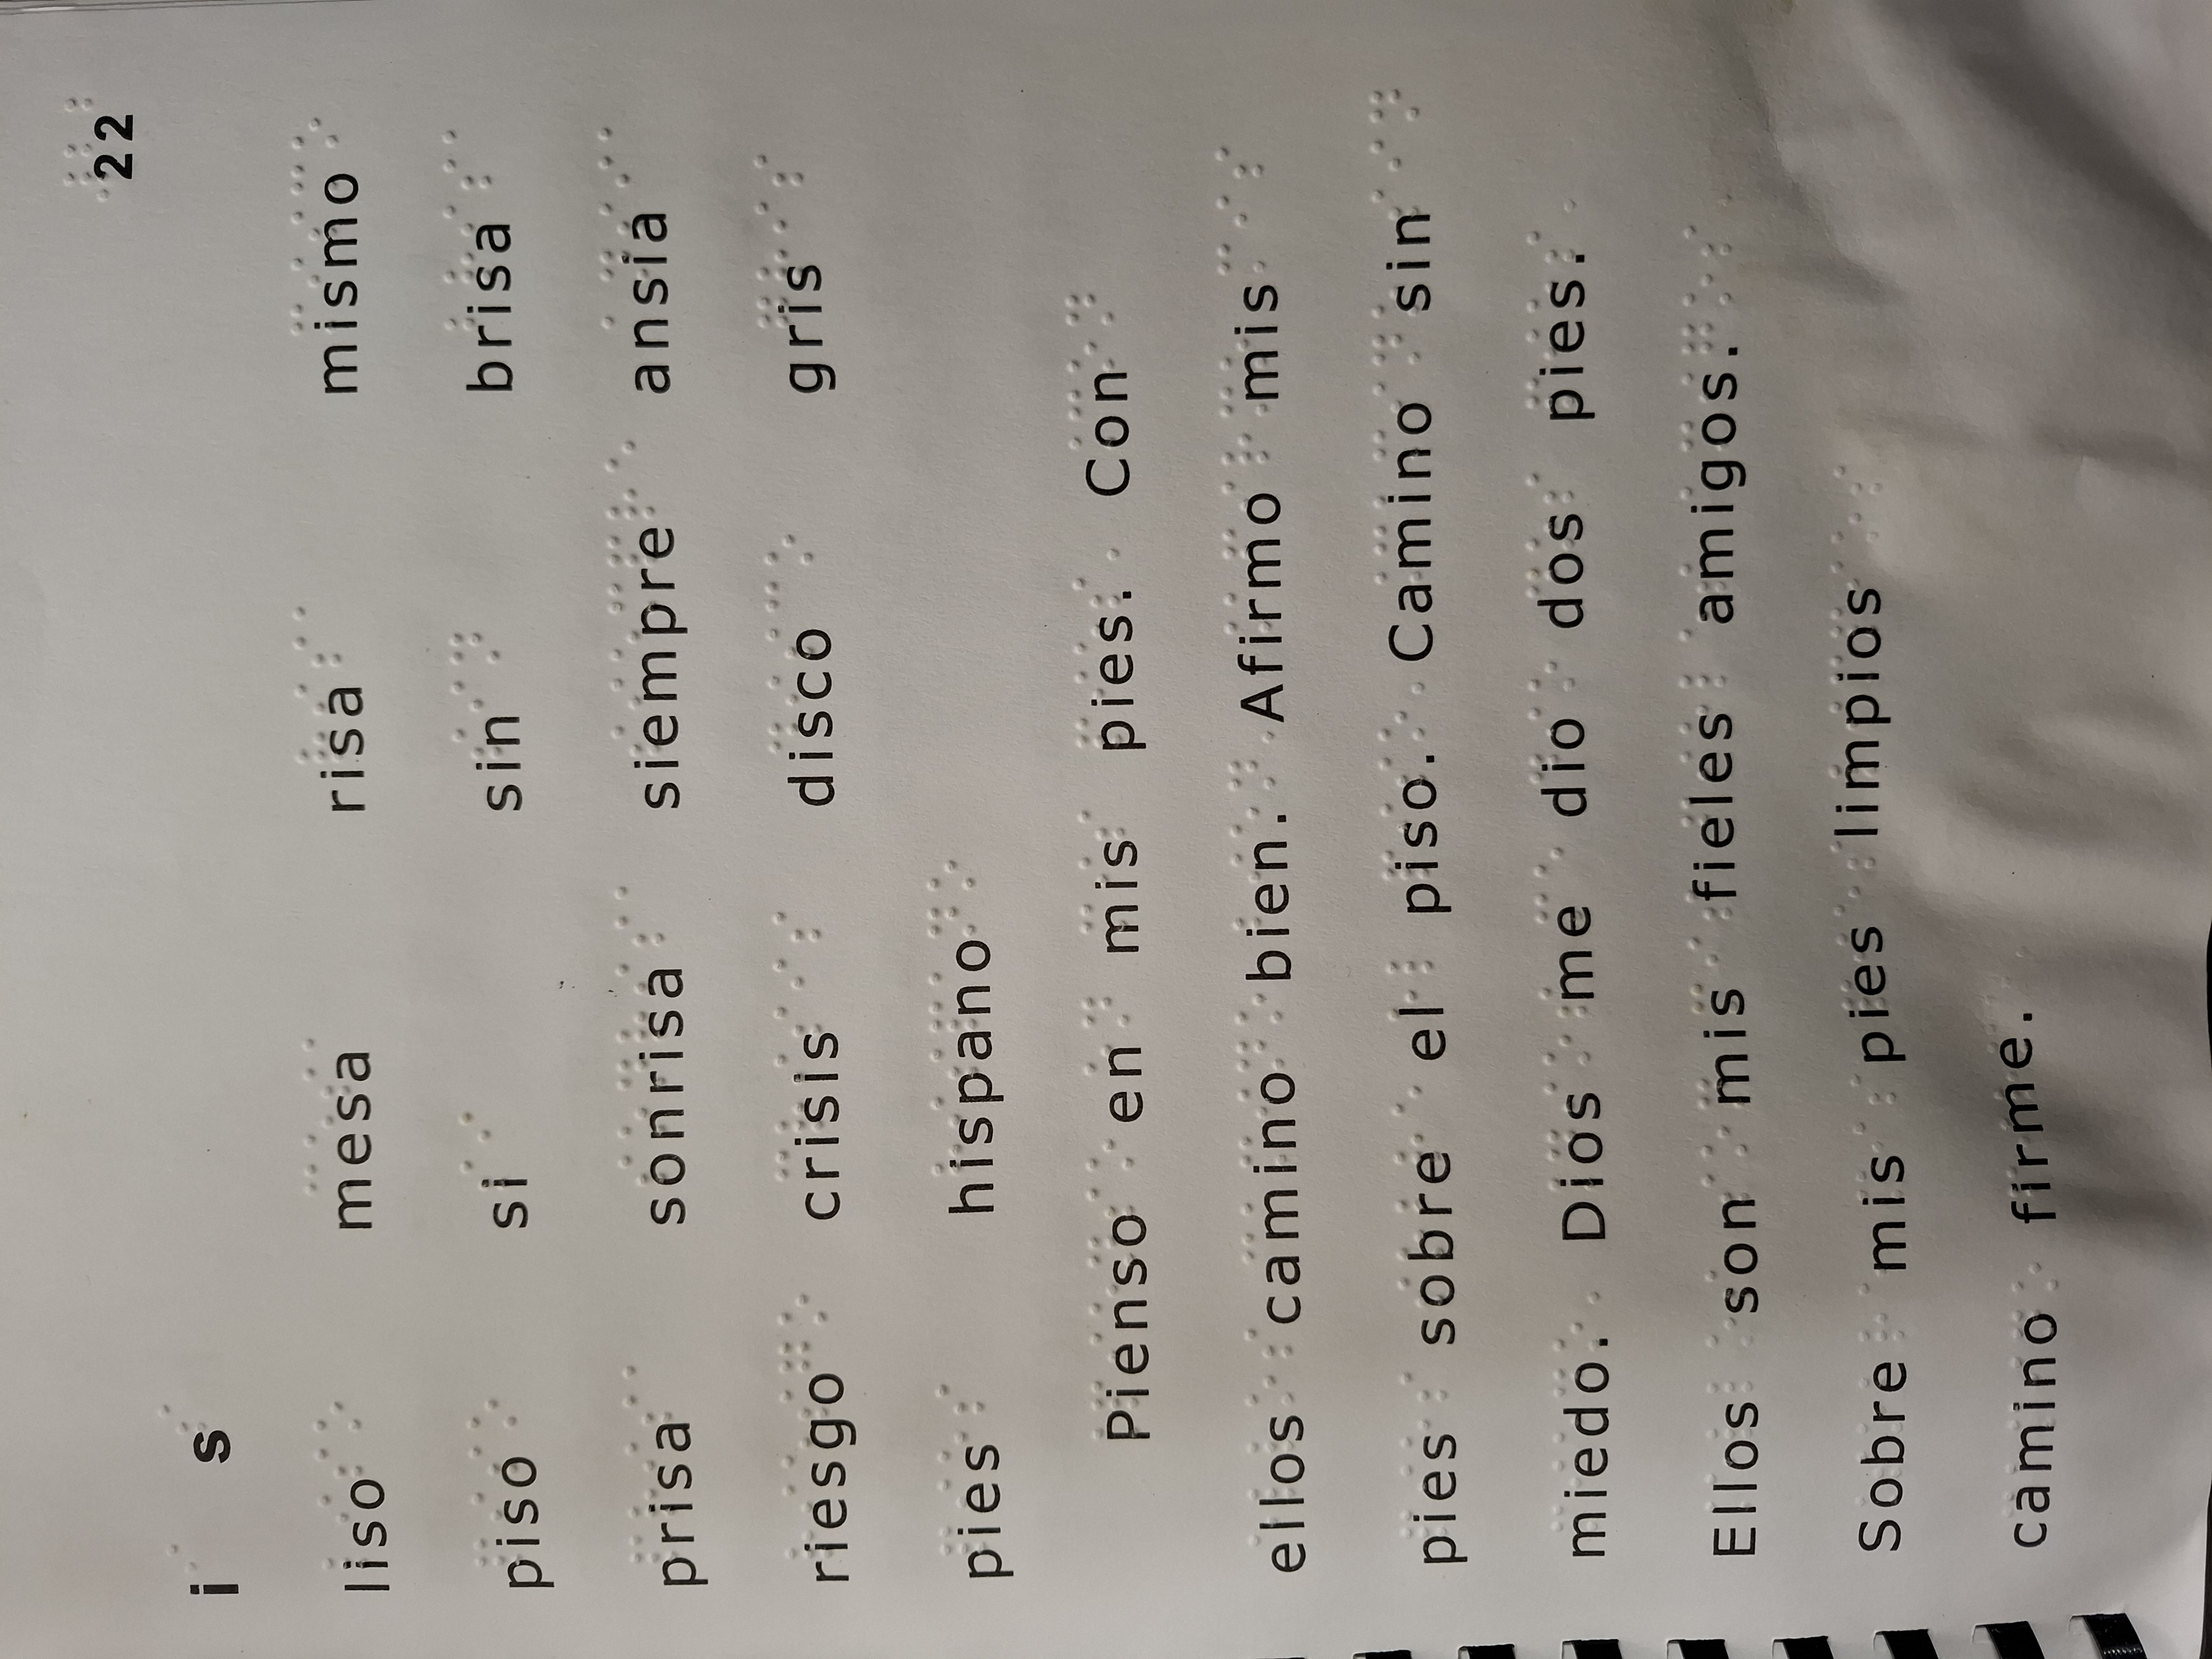 22
i s
liso mesa risa mismo
piso si sin brisa
prisa sonrisa siempre ansia
riesgo crisis disco gris
pies hispano
Pienso en mis pies. Con
ellos camino bien. Afirmo mis
pies sobre el piso. Camino sin
miedo. Dios me dio dos pies.
Ellos son mis fieles amigos.
Sobre mis pies limpios
camino firme.